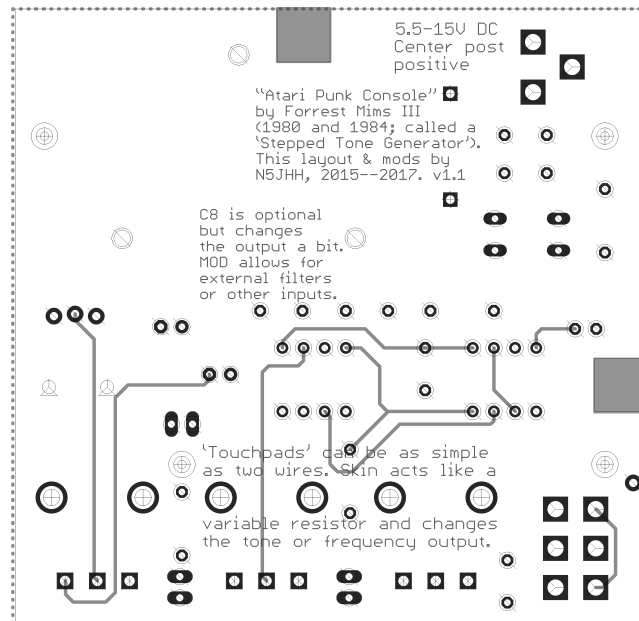 5.5-15V DC
Center post
positive
“Atari Punk Console”
by Forrest Mims III
(1980 and 1984; called a
‘Stepped Tone Generator’).
This layout & mods by
N5JHH, 2015--2017. v1.1
C8 is optional
but changes
the output a bit.
MOD allows for
external filters
or other inputs.
‘Touchpads’ can be as simple
as two wires. Skin acts like a
variable resistor and changes
the tone or frequency output.